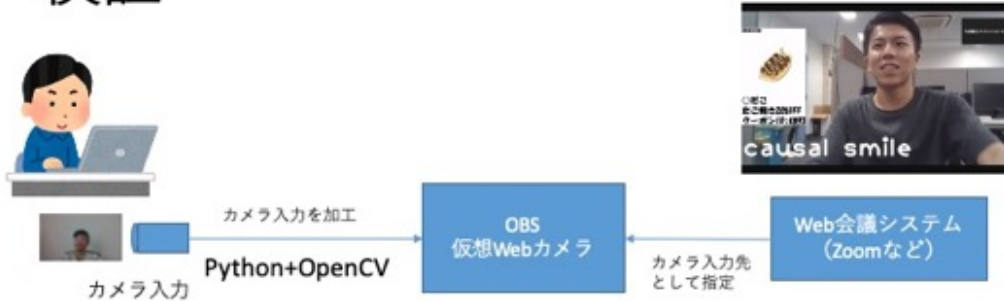 検証
カメラ入力を加工
Python+OpenCV
カメラ入力
OBS
仮想Webカメラ
カメラ入力先
として指定
Web会議システム
（Zoomなど）
causal smile